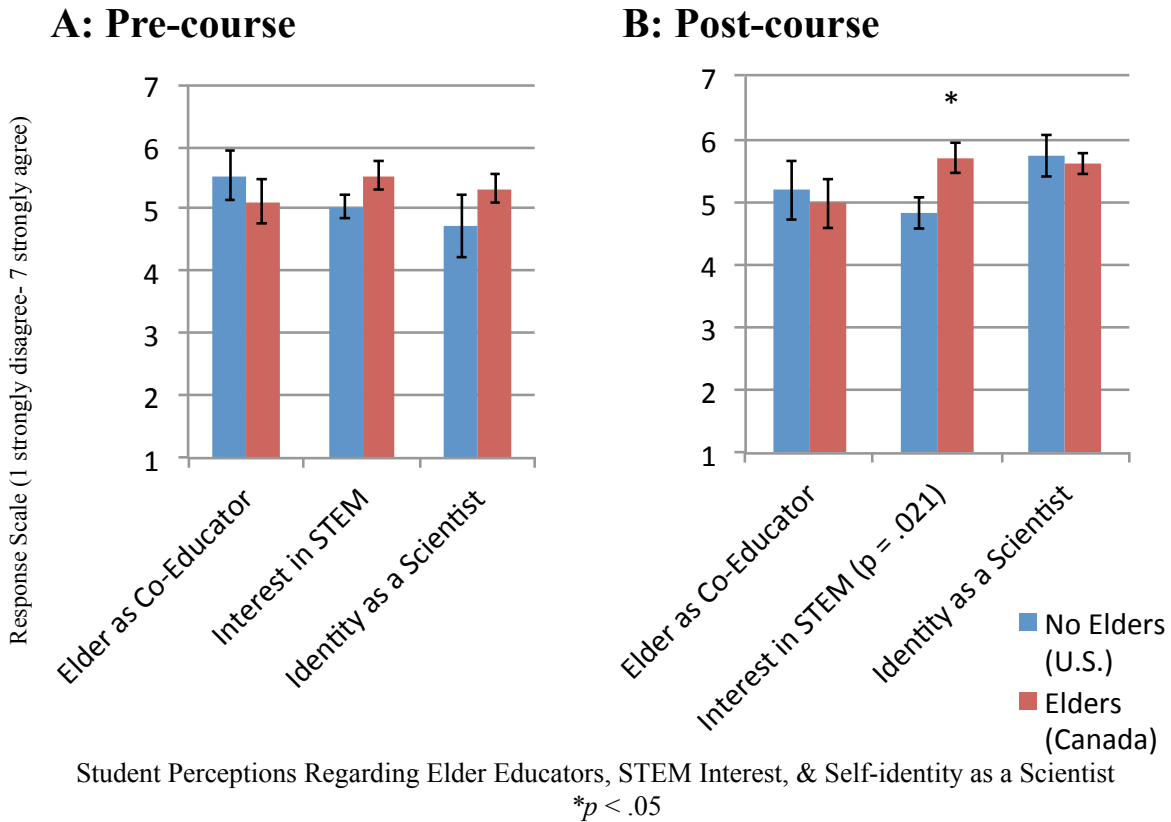 A: Pre-course
B: Post-course
Response Scale (1 strongly disagree- 7 strongly agree)
7
6
5
4
3
2
1
Elder as Co-Educator
Interest in STEM
Identity as a Scientist
7
6
5
4
3
2
1
*
Elder as Co-Educator
Interest in STEM (p = .021)
Identity as a Scientist
No Elders
(U.S.)
Elders
(Canada)
Student Perceptions Regarding Elder Educators, STEM Interest, & Self-identity as a Scientist
*p < .05